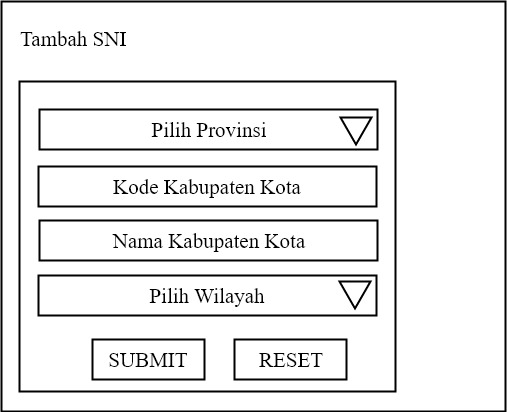 Tambah SNI
Pilih Provinsi
Kode Kabupaten Kota
Nama Kabupaten Kota
Pilih Wilayah
SUBMIT RESET